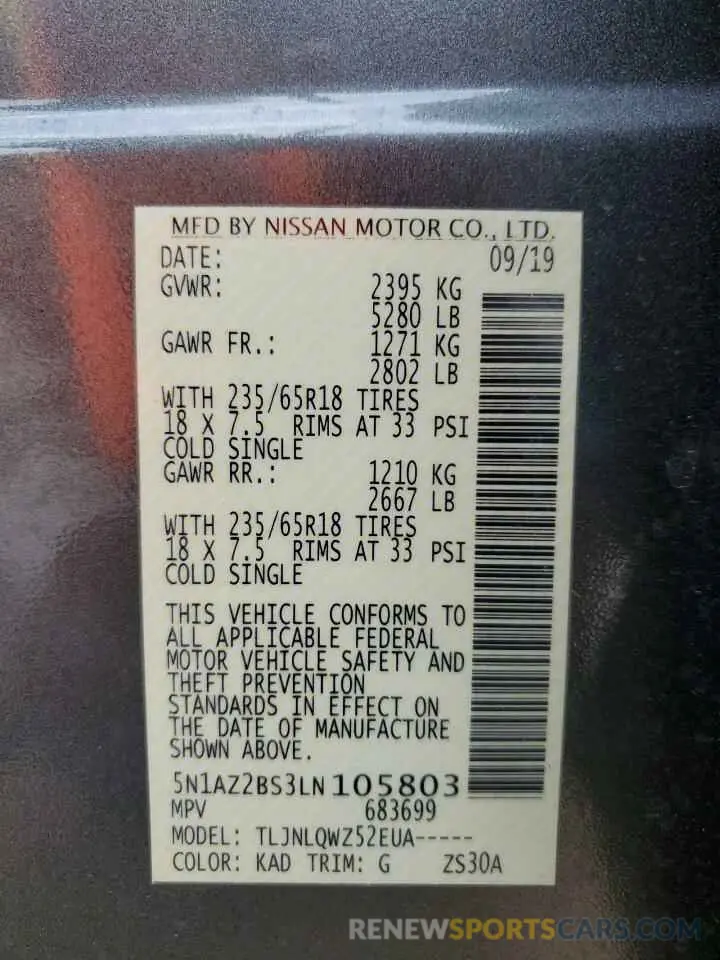 MFD BY NISSAN MOTOR CO., LTD.
DATE: 09/19
GVWR: 2395 KG
5280 LB
GAWR FR.: 1271 KG
2802 LB
WITH 235/65R18 TIRES
18 X 7.5 RIMS AT 33 PSI
COLD SINGLE
GAWR RR.: 1210 KG
2667 LB
WITH 235/65R18 TIRES
18 X 7.5 RIMS AT 33 PSI
COLD SINGLE
THIS VEHICLE CONFORMS TO
ALL APPLICABLE FEDERAL
MOTOR VEHICLE SAFETY AND
THEFT PREVENTION
STANDARDS IN EFFECT ON
THE DATE OF MANUFACTURE
SHOWN ABOVE.
5N1AZ2BS3LN105803
MPV 683699
MODEL: TLJNLQWZ52EUA-----
COLOR: KAD TRIM: G ZS30A
RENEWSPORTSCARS.COM